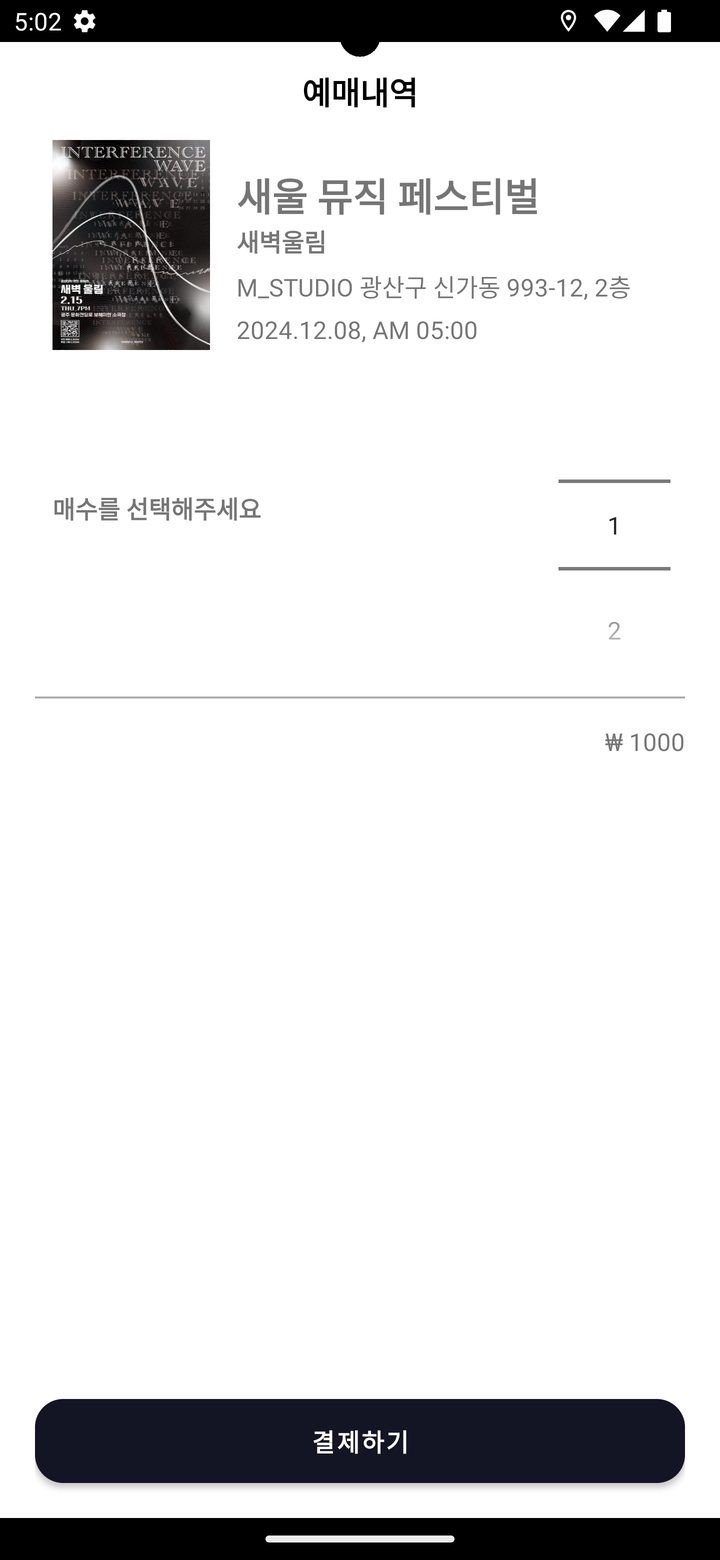 5:02
예매내역
INTERFERENCE
WAVE
새벽 울림
2.15
THU.7PM
새울 뮤직 페스티벌
새벽울림
M_STUDIO 광산구 신가동 993-12, 2층
2024.12.08, AM 05:00
매수를 선택해주세요
1
2
₩ 1000
결제하기